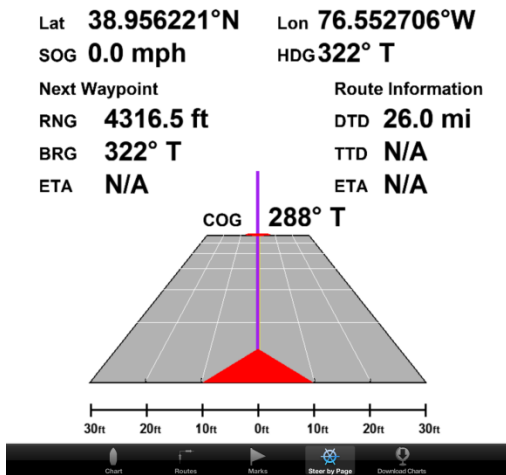 Lat 38.956221°N Lon 76.552706°W
SOG 0.0 mph HDG 322° T
Next Waypoint Route Information
RNG 4316.5 ft DTD 26.0 mi
BRG 322° T TTD N/A
ETA N/A ETA N/A
COG 288° T
30ft 20ft 10ft 0ft 10ft 20ft 30ft
Chart Routes Marks Steer by Page Download Charts